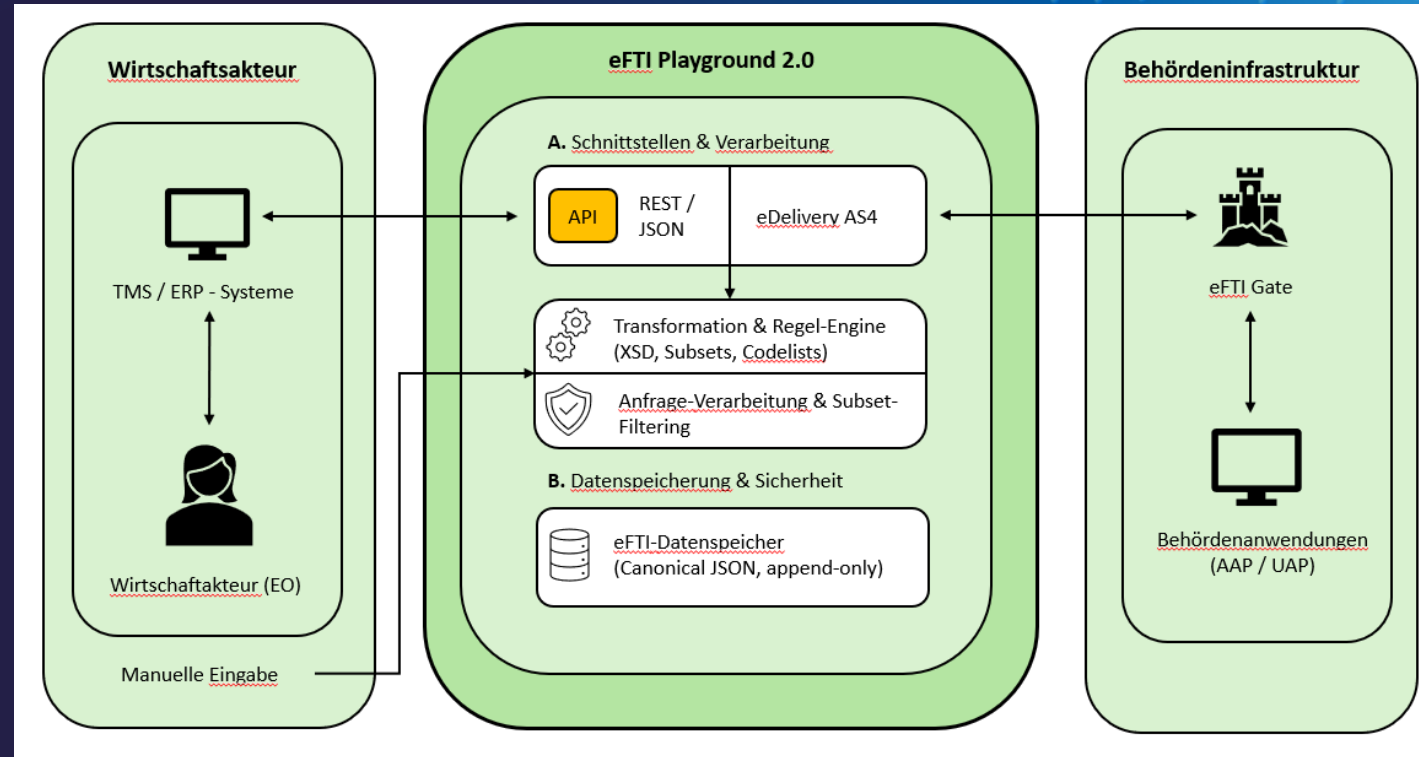 Wirtschaftsakteur
TMS / ERP - Systeme
Wirtschaftakteur (EO)
Manuelle Eingabe
eFTI Playground 2.0
A. Schnittstellen & Verarbeitung
API
REST /
JSON
eDelivery AS4
Transformation & Regel-Engine
(XSD, Subsets, Codelists)
Anfrage-Verarbeitung & Subset-
Filtering
B. Datenspeicherung & Sicherheit
eFTI-Datenspeicher
(Canonical JSON, append-only)
Behördeninfrastruktur
eFTI Gate
Behördenanwendungen
(AAP / UAP)